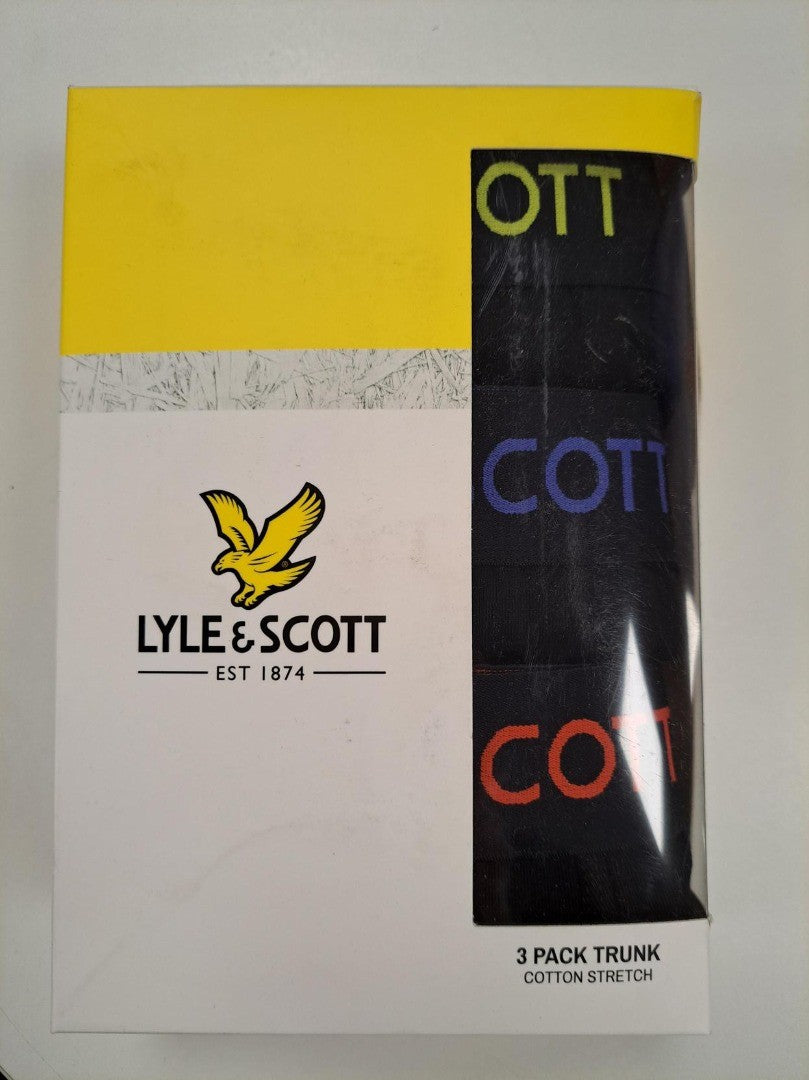 OTT
COTT
COTT
LYLE & SCOTT
EST 1874
3 PACK TRUNK
COTTON STRETCH